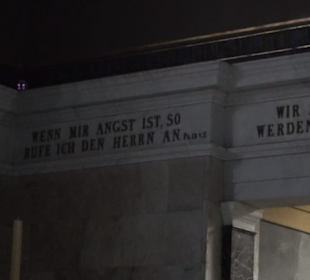 WENN MIR ANGST IST, SO
RUFE ICH DEN HERRN AN.
WIR
WERDEN